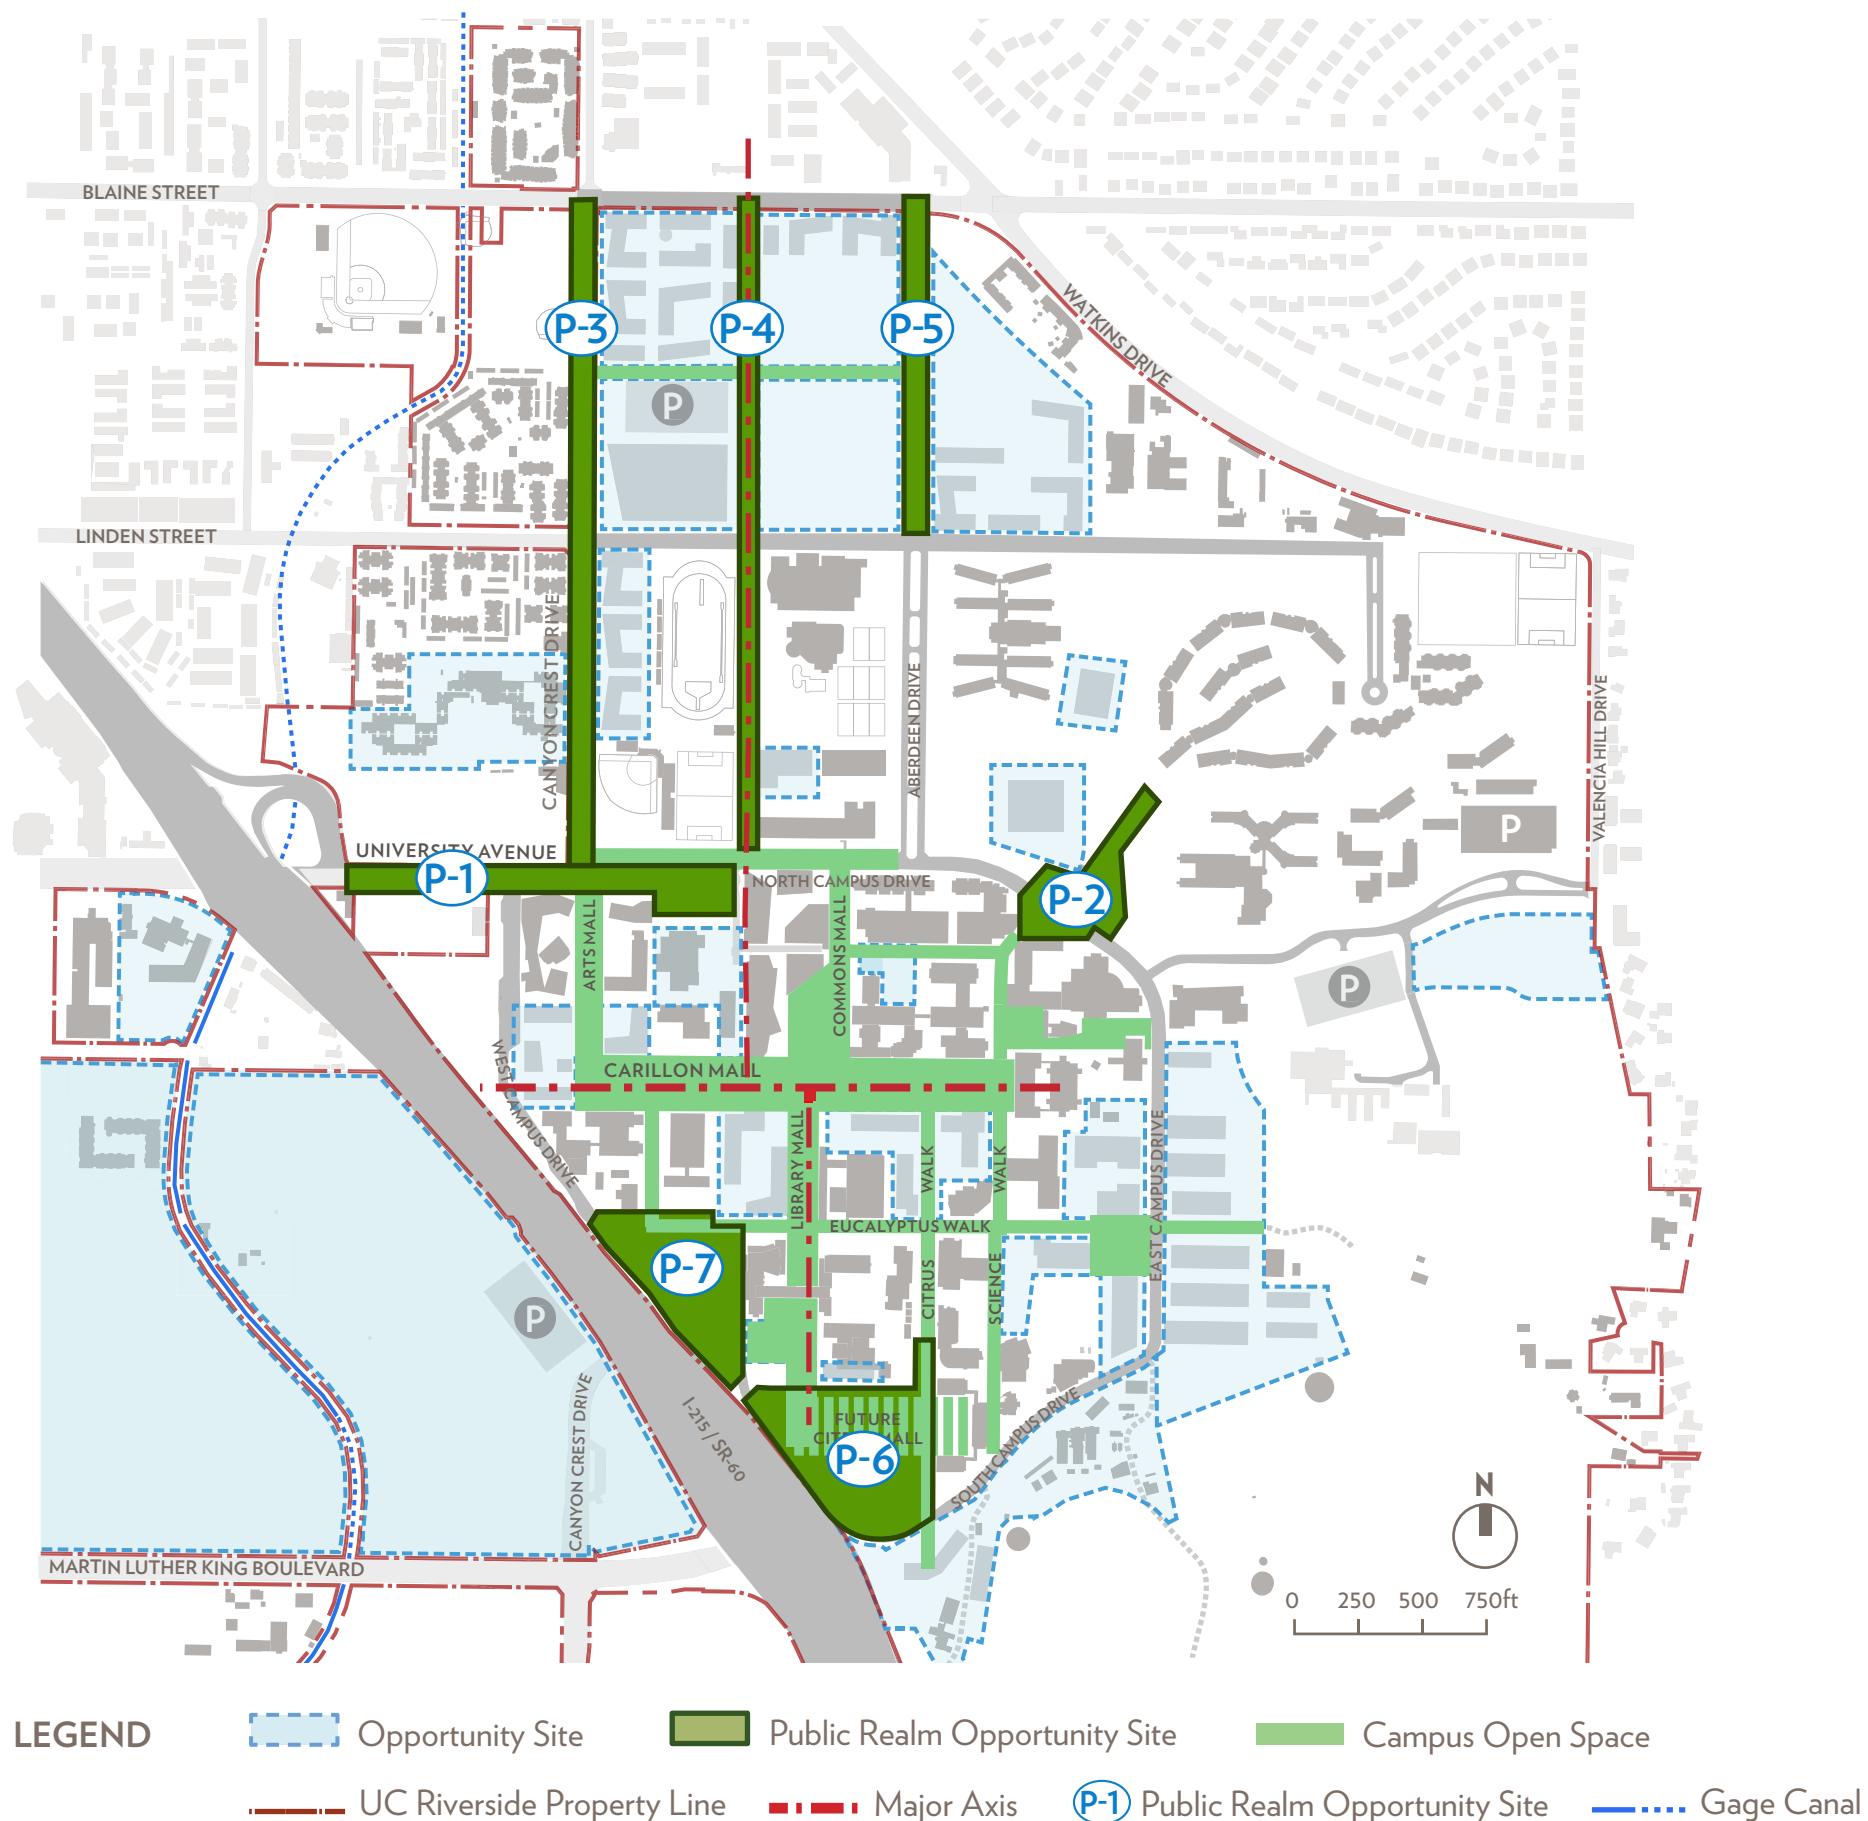 BLAINE STREET
P-3
P-4
P-5
WATKINS DRIVE
P
LINDEN STREET
CANYON CREST DRIVE
ABERDEEN DRIVE
VALENCIA HILL DRIVE
P
UNIVERSITY AVENUE
P-1
NORTH CAMPUS DRIVE
P-2
ARTS MALL
COMMONS MALL
P
WEST CAMPUS DRIVE
CARILLON MALL
LIBRARY MALL
CITRUS WALK
SCIENCE WALK
EUCALYPTUS WALK
EAST CAMPUS DRIVE
P-7
P
CANYON CREST DRIVE
I-215 / SR-60
FUTURE
CITRUS MALL
P-6
SOUTH CAMPUS DRIVE
MARTIN LUTHER KING BOULEVARD
N
0 250 500 750ft
LEGEND
Opportunity Site
Public Realm Opportunity Site
Campus Open Space
UC Riverside Property Line
Major Axis
P-1 Public Realm Opportunity Site
Gage Canal